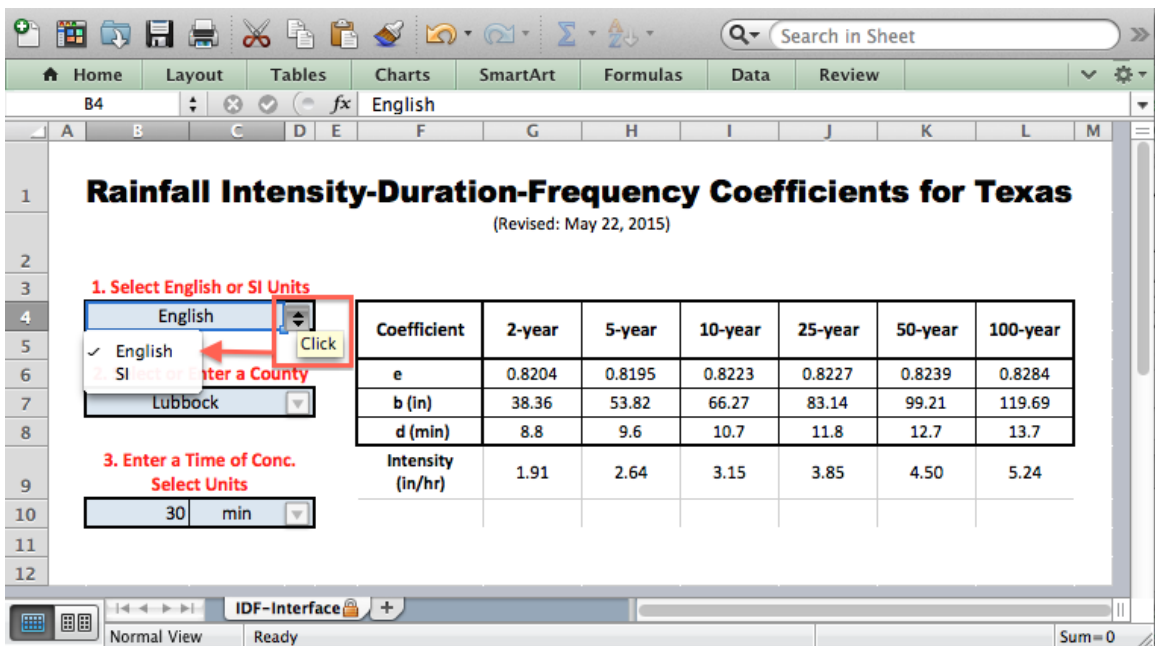 Search in Sheet
Home Layout Tables Charts SmartArt Formulas Data Review
B4 fx English
A B C D E F G H I J K L M
1 Rainfall Intensity-Duration-Frequency Coefficients for Texas
(Revised: May 22, 2015)
2
3 1. Select English or SI Units
4 English
Coefficient 2-year 5-year 10-year 25-year 50-year 100-year
5 ✓ English Click
6 SI nter a County e 0.8204 0.8195 0.8223 0.8227 0.8239 0.8284
7 Lubbock b (in) 38.36 53.82 66.27 83.14 99.21 119.69
8 d (min) 8.8 9.6 10.7 11.8 12.7 13.7
3. Enter a Time of Conc. Intensity
9 Select Units (in/hr) 1.91 2.64 3.15 3.85 4.50 5.24
10 30 min
11
12
IDF-Interface +
Normal View Ready Sum=0